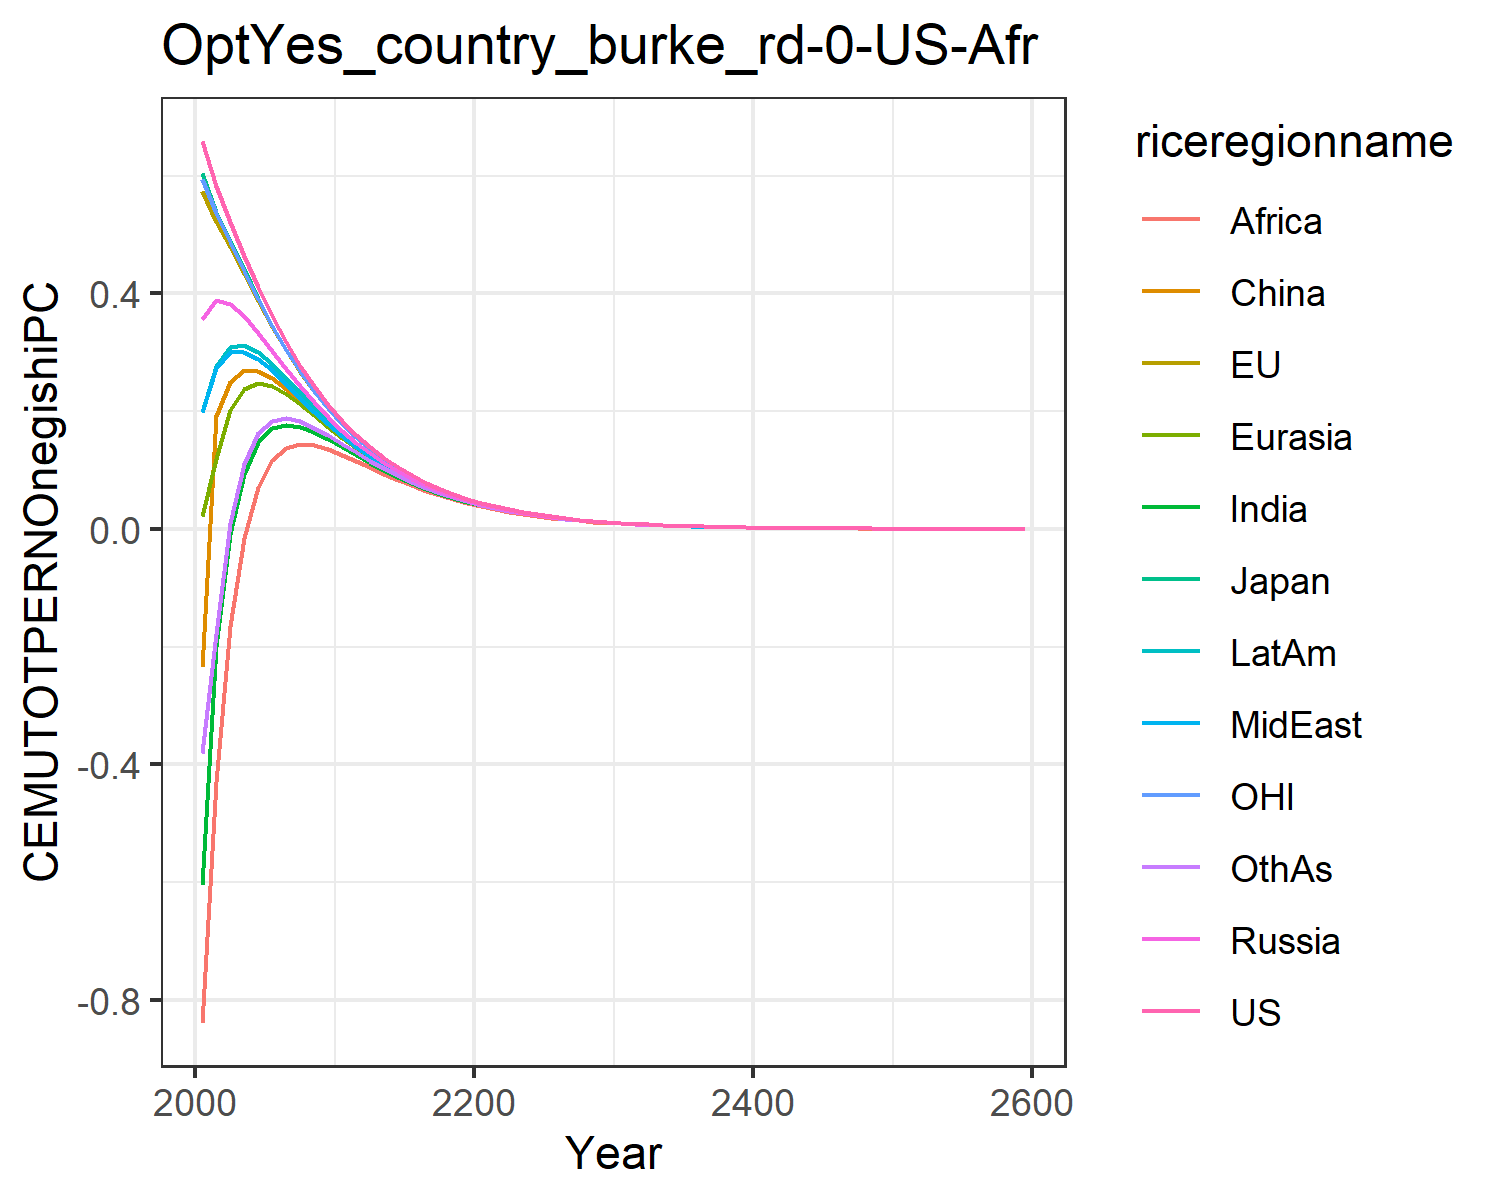 OptYes_country_burke_rd-0-US-Afr
CEMUTOTPERNOnegishiPC
0.4
0.0
-0.4
-0.8
2000
2200
2400
2600
Year
riceregionname
Africa
China
EU
Eurasia
India
Japan
LatAm
MidEast
OHI
OthAs
Russia
US